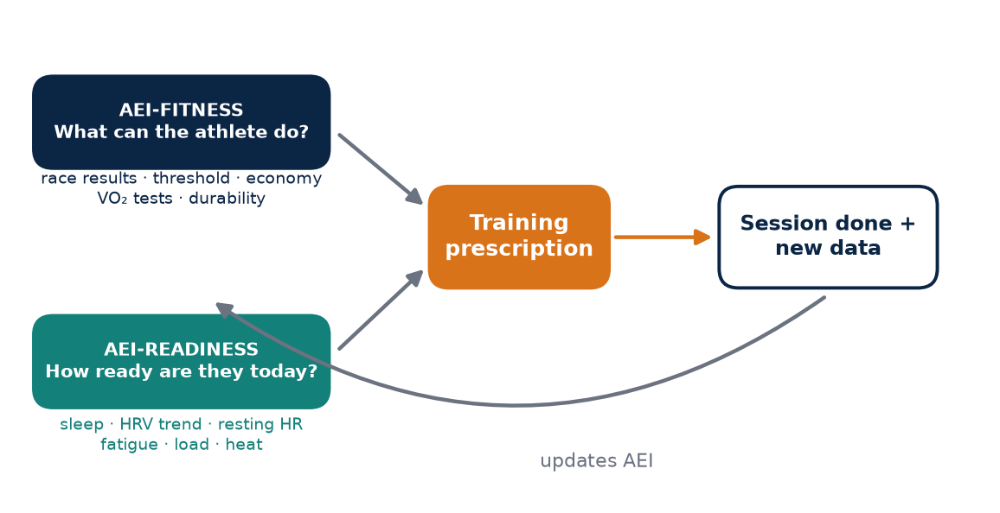 AEI-FITNESS
What can the athlete do?
race results · threshold · economy
VO₂ tests · durability
Training
prescription
Session done +
new data
AEI-READINESS
How ready are they today?
sleep · HRV trend · resting HR
fatigue · load · heat
updates AEI